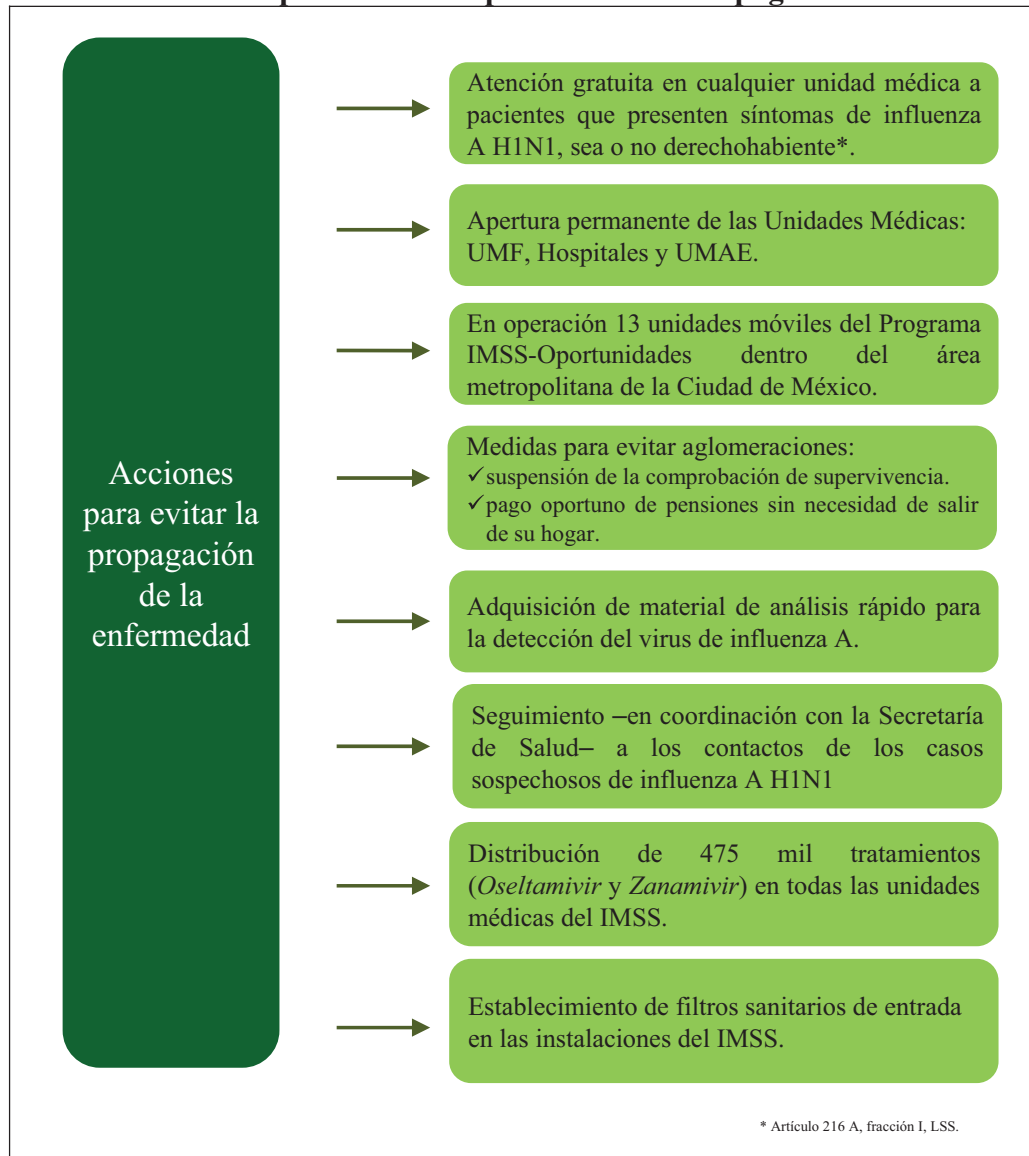 Acciones
para evitar la
propagación
de la
enfermedad
Atención gratuita en cualquier unidad médica a
pacientes que presenten síntomas de influenza
A H1N1, sea o no derechohabiente*.
Apertura permanente de las Unidades Médicas:
UMF, Hospitales y UMAE.
En operación 13 unidades móviles del Programa
IMSS-Oportunidades dentro del área
metropolitana de la Ciudad de México.
Medidas para evitar aglomeraciones:
✓suspensión de la comprobación de supervivencia.
✓pago oportuno de pensiones sin necesidad de salir
de su hogar.
Adquisición de material de análisis rápido para
la detección del virus de influenza A.
Seguimiento –en coordinación con la Secretaría
de Salud– a los contactos de los casos
sospechosos de influenza A H1N1
Distribución de 475 mil tratamientos
(Oseltamivir y Zanamivir) en todas las unidades
médicas del IMSS.
Establecimiento de filtros sanitarios de entrada
en las instalaciones del IMSS.
* Artículo 216 A, fracción I, LSS.